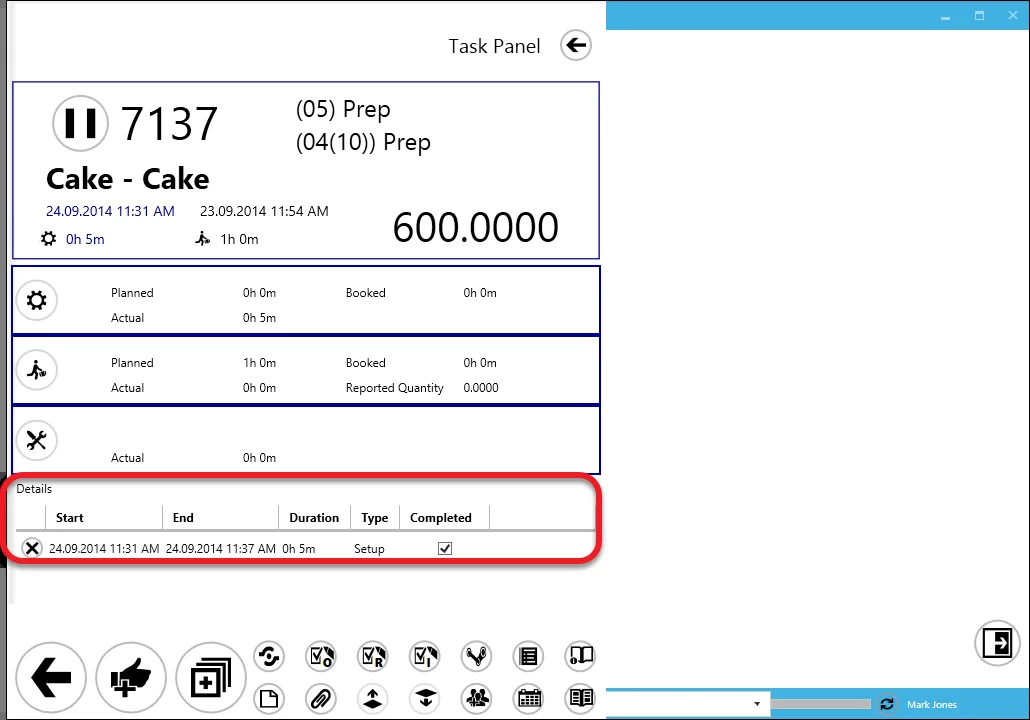 Task Panel
7137
(05) Prep
(04(10)) Prep
Cake - Cake
24.09.2014 11:31 AM 23.09.2014 11:54 AM
600.0000
0h 5m 1h 0m
Planned 0h 0m Booked 0h 0m
Actual 0h 5m
Planned 1h 0m Booked 0h 0m
Actual 0h 0m Reported Quantity 0.0000
Actual 0h 0m
Details
Start End Duration Type Completed
24.09.2014 11:31 AM 24.09.2014 11:37 AM 0h 5m Setup
O R I
Mark Jones